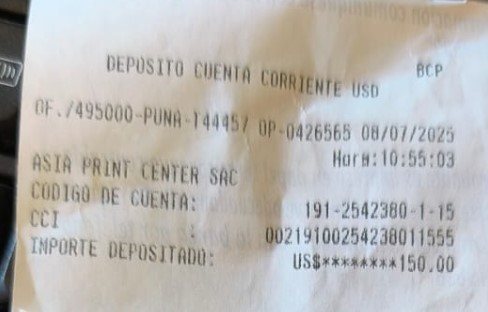 DEPOSITO CUENTA CORRIENTE USD BCP
OF./495000-PUNA-T4445/ OP-0426565 08/07/2025
Hora:10:55:03
ASIA PRINT CENTER SAC
CODIGO DE CUENTA: 191-2542380-1-15
CCI : 00219100254238011555
IMPORTE DEPOSITADO: US$********150.00